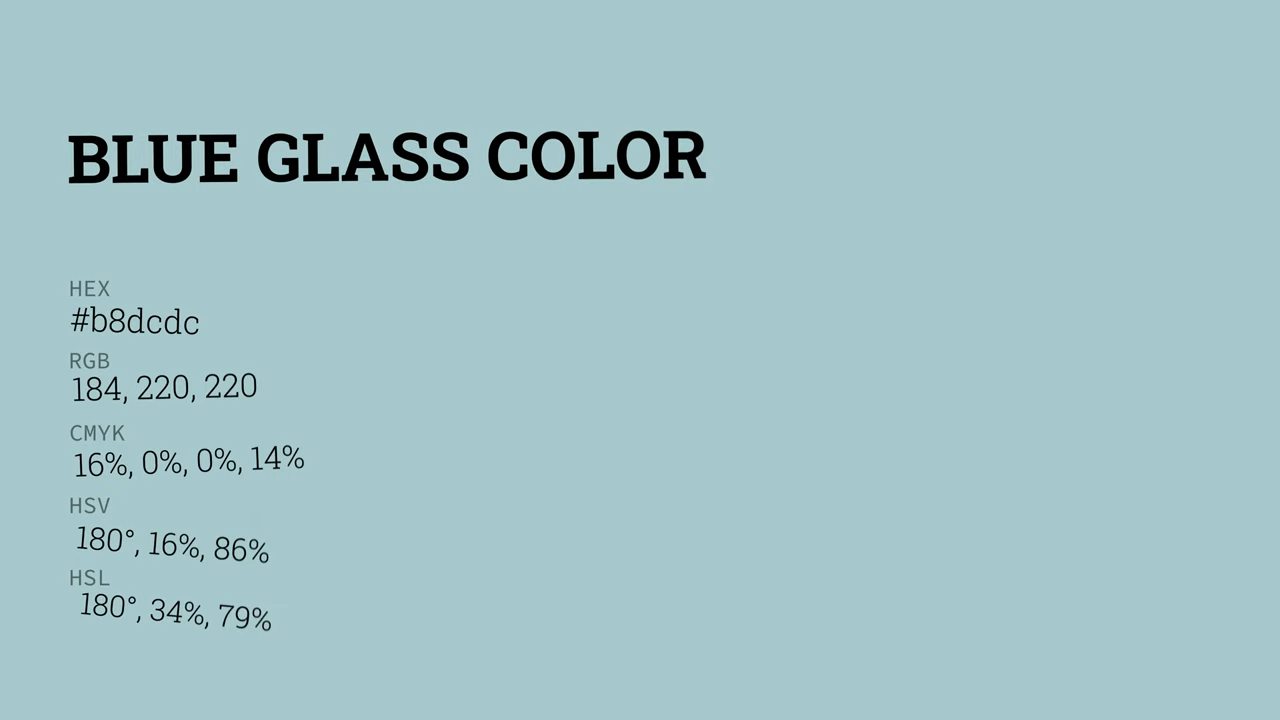 BLUE GLASS COLOR
HEX
#b8dcdc
RGB
184, 220, 220
CMYK
16%, 0%, 0%, 14%
HSV
180°, 16%, 86%
HSL
180°, 34%, 79%